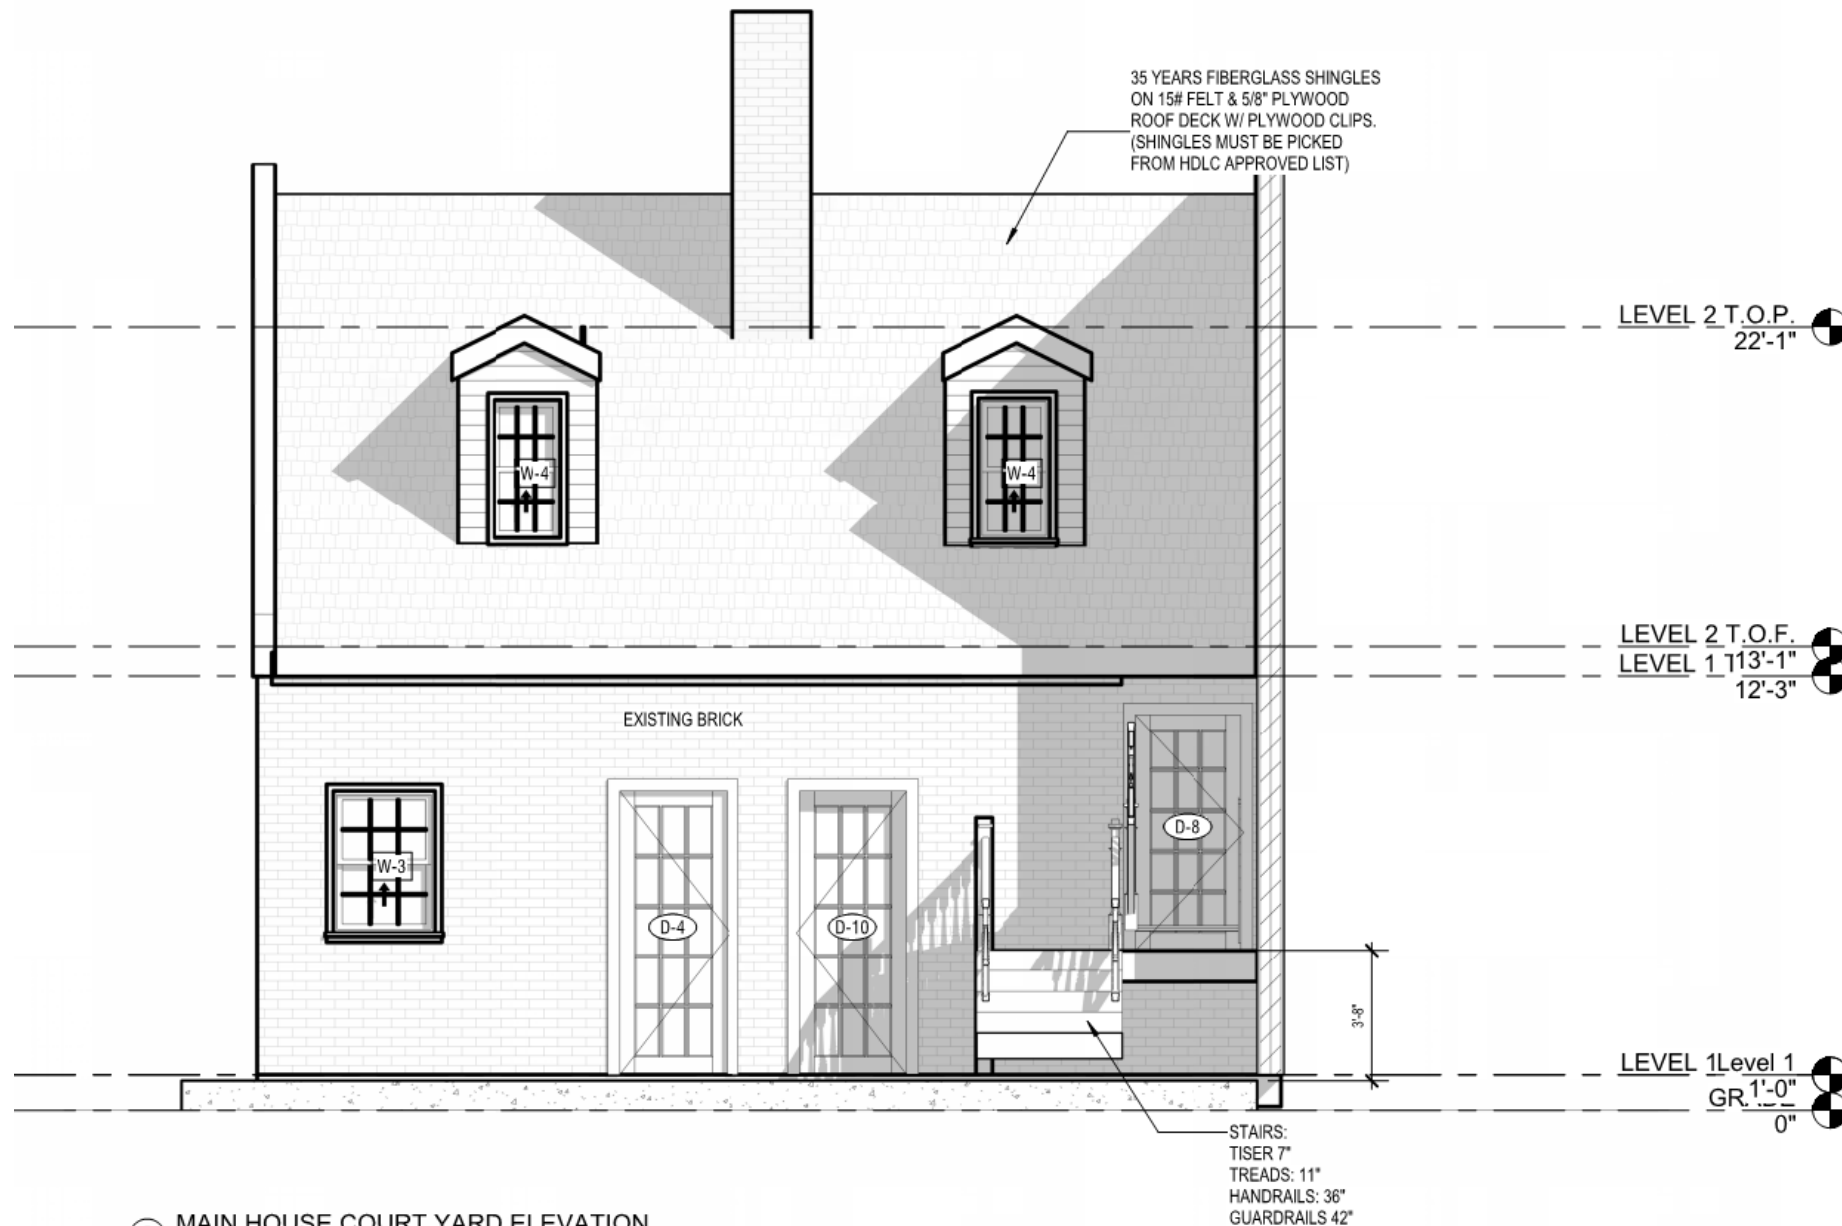 35 YEARS FIBERGLASS SHINGLES
ON 15# FELT & 5/8" PLYWOOD
ROOF DECK W/ PLYWOOD CLIPS.
(SHINGLES MUST BE PICKED
FROM HDLC APPROVED LIST)
LEVEL 2 T.O.P.
22'-1"
W-4
W-4
LEVEL 2 T.O.F.
13'-1"
LEVEL 1
12'-3"
EXISTING BRICK
D-8
W-3
D-4
D-10
3'-8"
LEVEL 1
Level 1
1'-0"
0"
STAIRS:
TISER 7"
TREADS: 11"
HANDRAILS: 36"
GUARDRAILS 42"
MAIN HOUSE COURT YARD ELEVATION